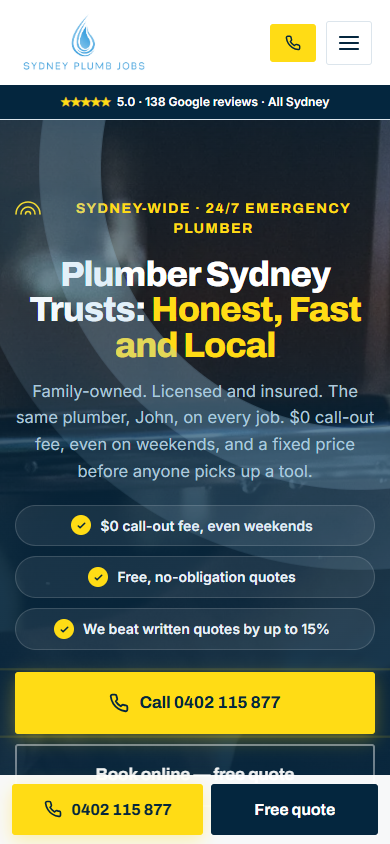 SYDNEY PLUMB JOBS
★★★★★ 5.0 · 138 Google reviews · All Sydney
SYDNEY-WIDE · 24/7 EMERGENCY
PLUMBER
Plumber Sydney
Trusts: Honest, Fast
and Local
Family-owned. Licensed and insured. The
same plumber, John, on every job. $0 call-out
fee, even on weekends, and a fixed price
before anyone picks up a tool.
$0 call-out fee, even weekends
Free, no-obligation quotes
We beat written quotes by up to 15%
Call 0402 115 877
Book online — free quote
0402 115 877
Free quote